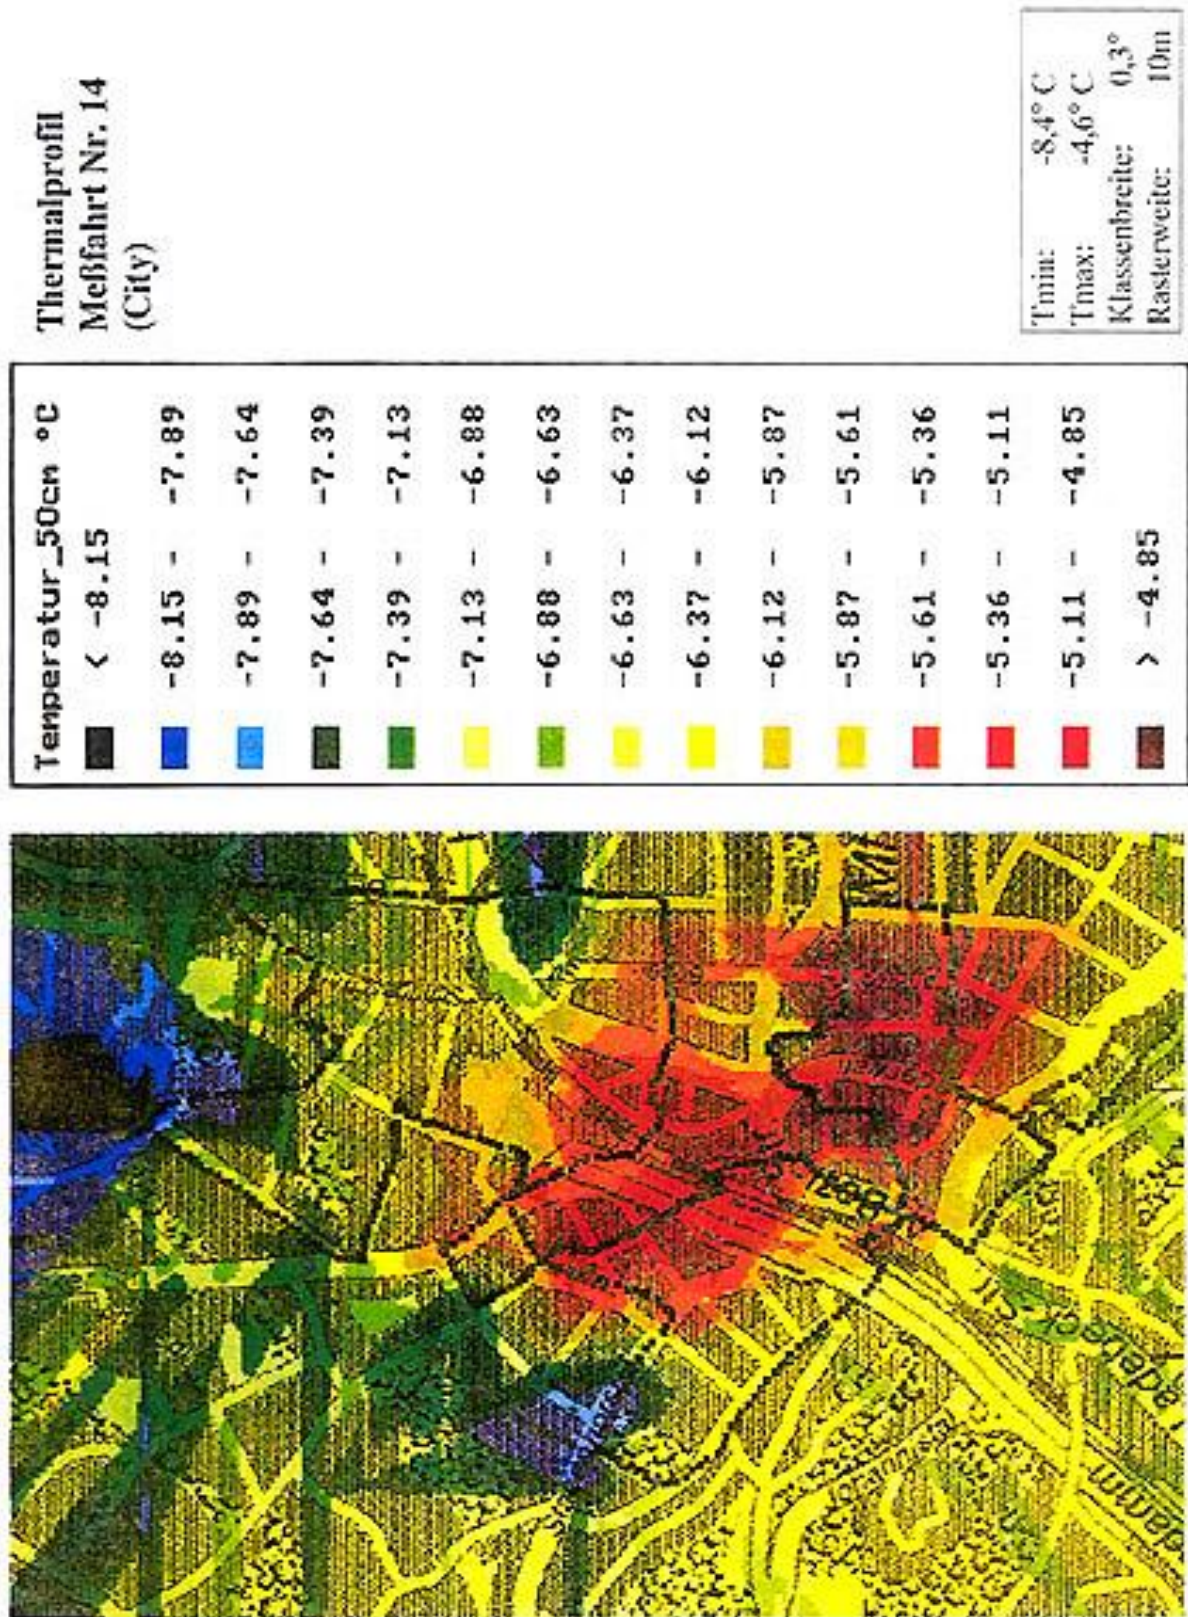 Thermalprofil
Meßfahrt Nr. 14
(City)
Temperatur_50cm °C
< -8.15
-8.15 - -7.89
-7.89 - -7.64
-7.64 - -7.39
-7.39 - -7.13
-7.13 - -6.88
-6.88 - -6.63
-6.63 - -6.37
-6.37 - -6.12
-6.12 - -5.87
-5.87 - -5.61
-5.61 - -5.36
-5.36 - -5.11
-5.11 - -4.85
> -4.85
Tmin: -8,4° C
Tmax: -4,6° C
Klassenbreite: 0,3°
Rasterweite: 10m
damm